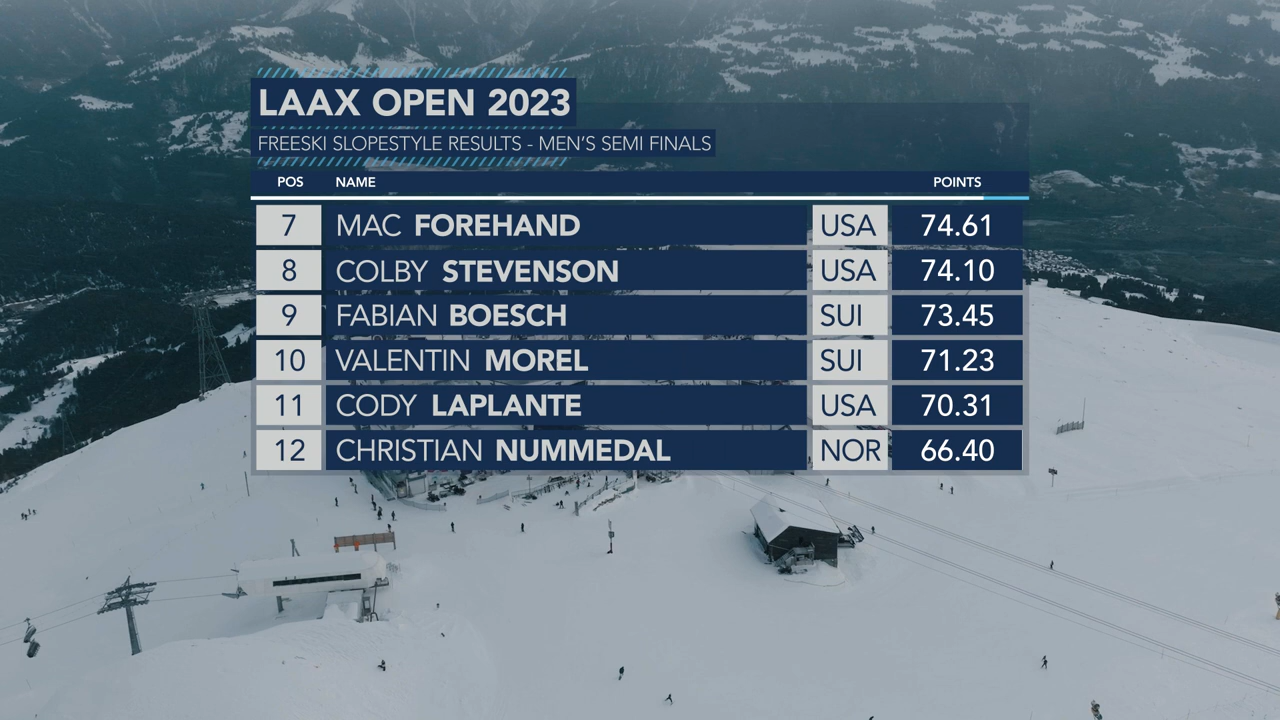 LAAX OPEN 2023
FREESKI SLOPESTYLE RESULTS - MEN'S SEMI FINALS
POS NAME POINTS
7 MAC FOREHAND USA 74.61
8 COLBY STEVENSON USA 74.10
9 FABIAN BOESCH SUI 73.45
10 VALENTIN MOREL SUI 71.23
11 CODY LAPLANTE USA 70.31
12 CHRISTIAN NUMMEDAL NOR 66.40